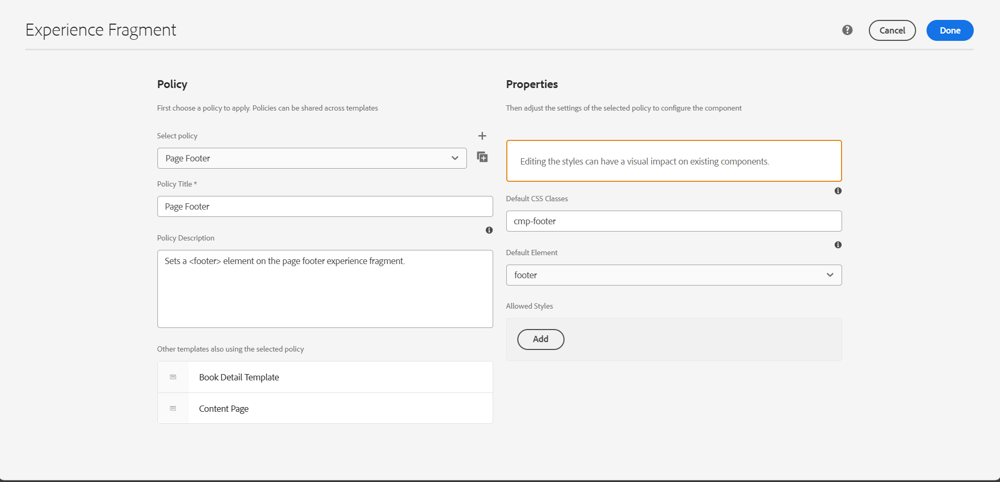 Experience Fragment
Cancel
Done
Policy
First choose a policy to apply. Policies can be shared across templates
Select policy
Page Footer
Policy Title *
Page Footer
Policy Description
Sets a <footer> element on the page footer experience fragment.
Other templates also using the selected policy
Book Detail Template
Content Page
Properties
Then adjust the settings of the selected policy to configure the component
Editing the styles can have a visual impact on existing components.
Default CSS Classes
cmp-footer
Default Element
footer
Allowed Styles
Add